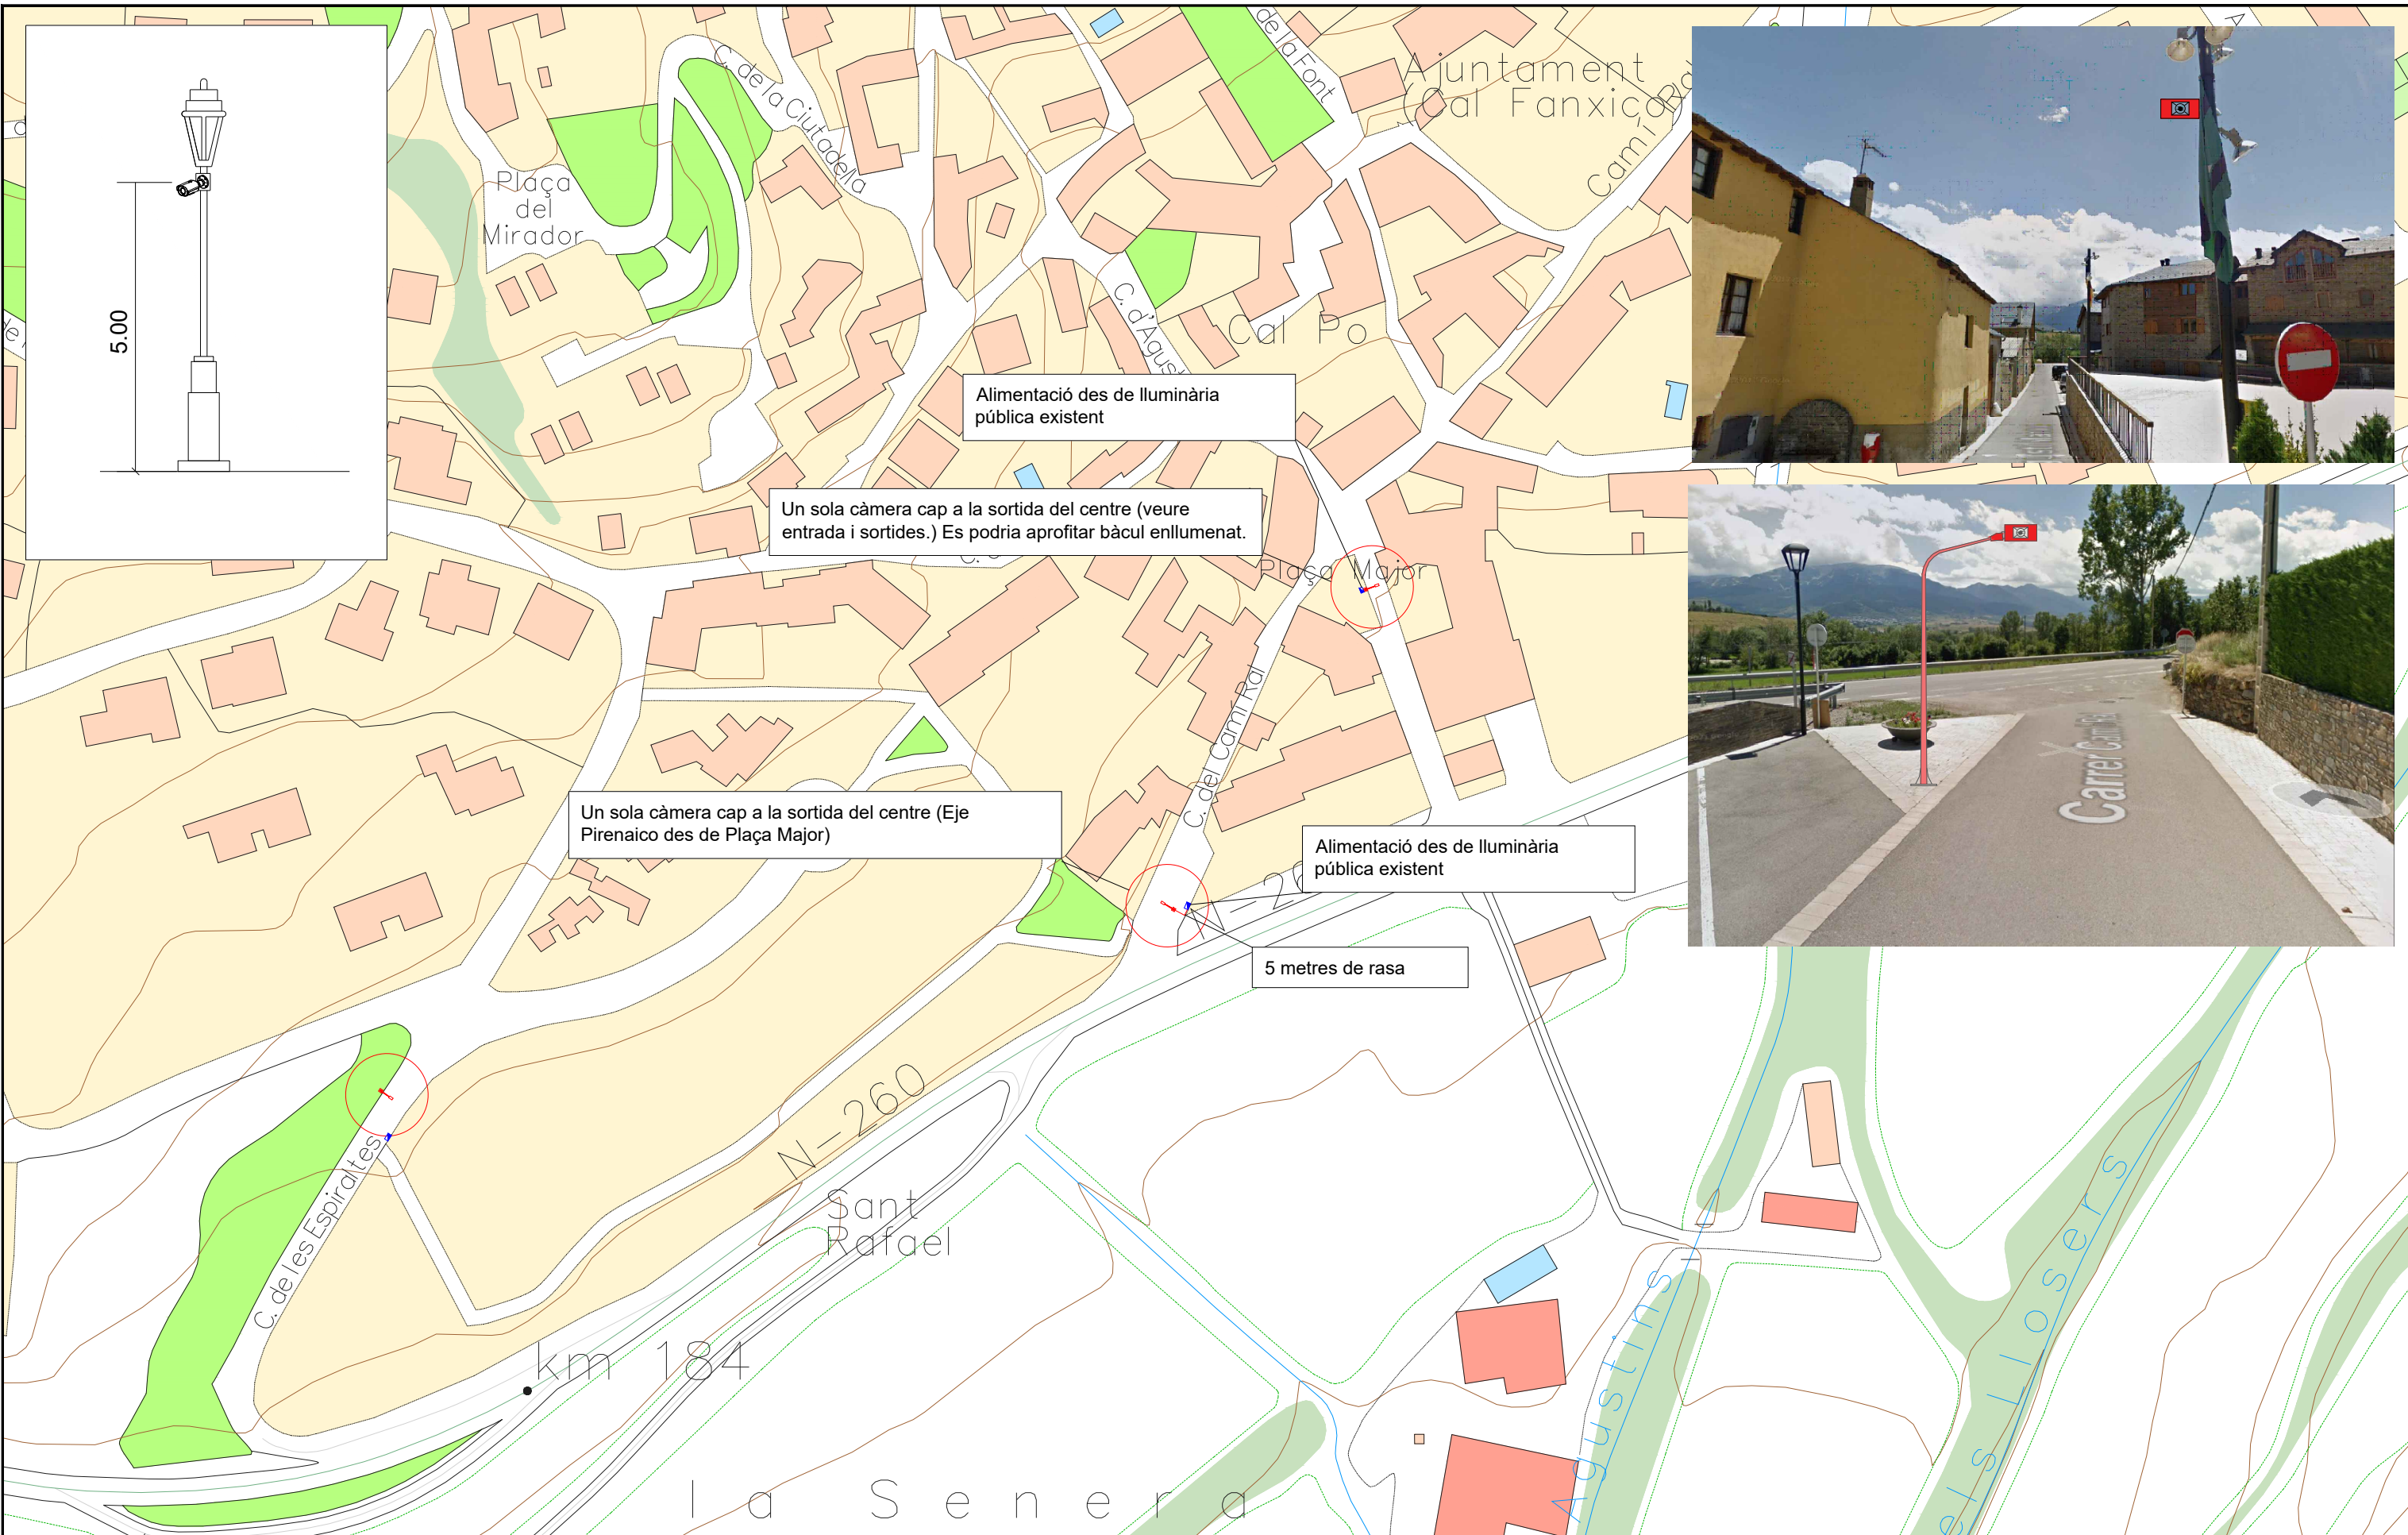 5.00
C. de la Ciutadella
de la Font
Ajuntament
(Cal Fanxico)
Plaça
del
Mirador
Cal Po
Alimentació des de lluminària
pública existent
Un sola càmera cap a la sortida del centre (veure
entrada i sortides.) Es podria aprofitar bàcul enllumenat.
Plaça Major
C. del Camí Ral
Carrer Camí Ral
Un sola càmera cap a la sortida del centre (Eje
Pirenaico des de Plaça Major)
Alimentació des de lluminària
pública existent
5 metres de rasa
N-260
C. de les Espiraltes
Sant
Rafael
km 184
la Senera
Agustins
els Llosers